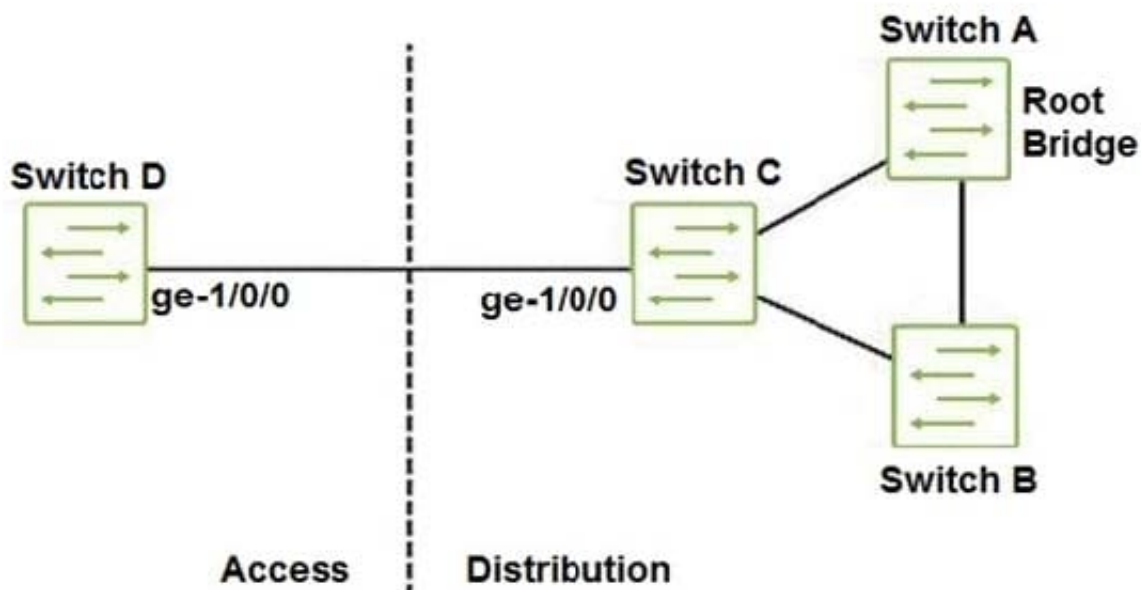 Switch A
Root
Bridge
Switch D
Switch C
ge-1/0/0
ge-1/0/0
Switch B
Access
Distribution